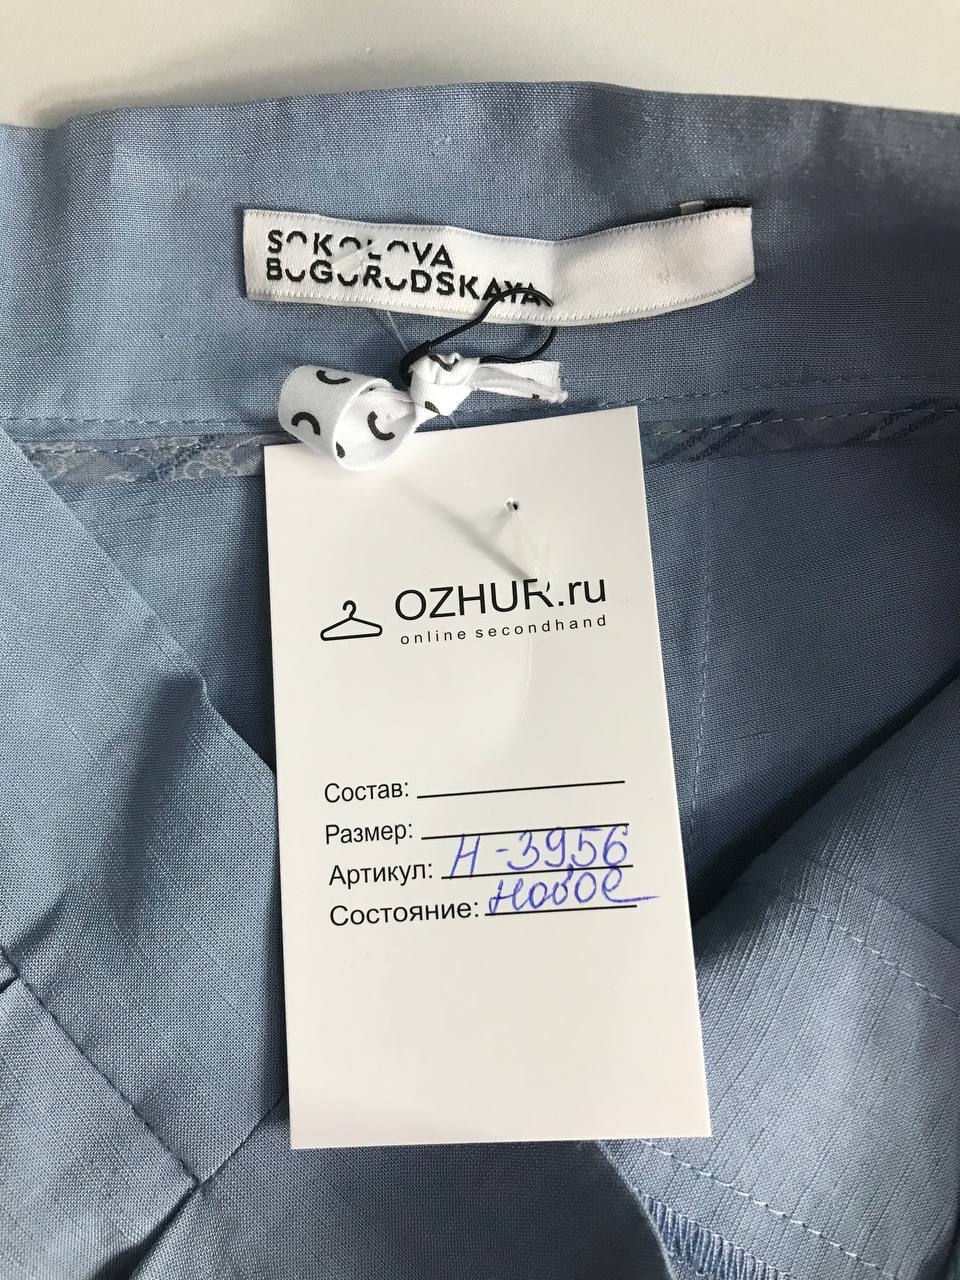 SOKOLOVA
BOGORODSKAYA
OZHUR.ru
online secondhand
Состав:
Размер:
Артикул: Н-3956
Состояние: новое